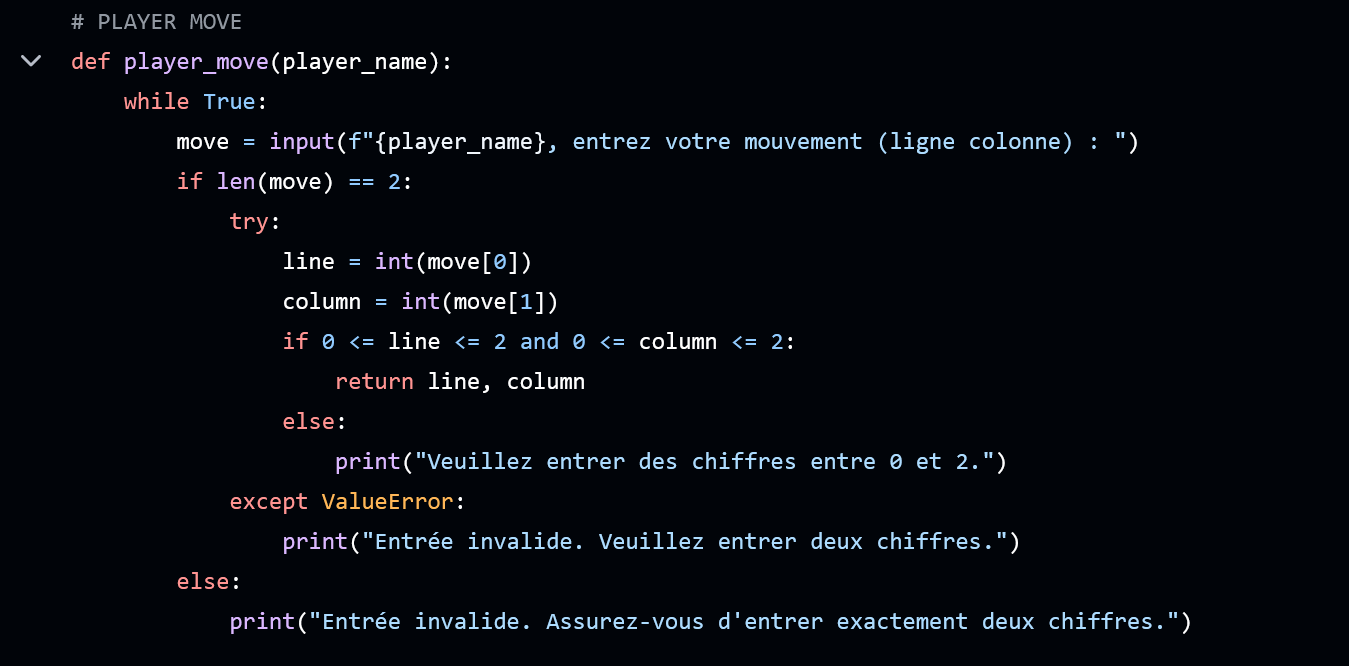 # PLAYER MOVE
def player_move(player_name):
    while True:
        move = input(f"{player_name}, entrez votre mouvement (ligne colonne) : ")
        if len(move) == 2:
            try:
                line = int(move[0])
                column = int(move[1])
                if 0 <= line <= 2 and 0 <= column <= 2:
                    return line, column
                else:
                    print("Veuillez entrer des chiffres entre 0 et 2.")
            except ValueError:
                print("Entrée invalide. Veuillez entrer deux chiffres.")
        else:
            print("Entrée invalide. Assurez-vous d'entrer exactement deux chiffres.")